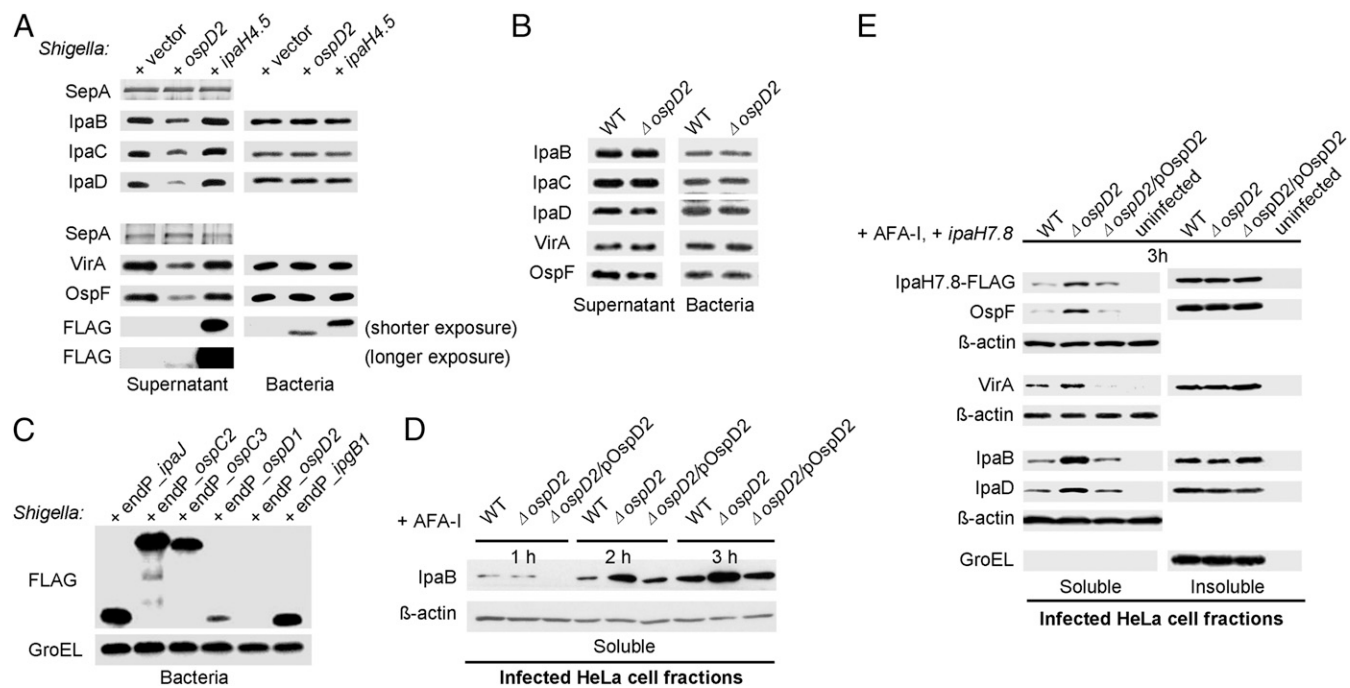 A
Shigella: + vector + ospD2 + ipaH4.5 + vector + ospD2 + ipaH4.5
SepA
IpaB
IpaC
IpaD
SepA
VirA
OspF
FLAG (shorter exposure)
FLAG (longer exposure)
Supernatant Bacteria
B
WT ΔospD2 WT ΔospD2
IpaB
IpaC
IpaD
VirA
OspF
Supernatant Bacteria
C
Shigella: + endP_ipaJ + endP_ospC2 + endP_ospC3 + endP_ospD1 + endP_ospD2 + endP_ipgB1
FLAG
GroEL
Bacteria
D
+ AFA-I WT ΔospD2 ΔospD2/pOspD2 WT ΔospD2 ΔospD2/pOspD2 WT ΔospD2 ΔospD2/pOspD2
1 h 2 h 3 h
IpaB
ß-actin
Soluble
Infected HeLa cell fractions
E
+ AFA-I, + ipaH7.8 WT ΔospD2 ΔospD2/pOspD2 uninfected WT ΔospD2 ΔospD2/pOspD2 uninfected
3h
IpaH7.8-FLAG
OspF
ß-actin
VirA
ß-actin
IpaB
IpaD
ß-actin
GroEL
Soluble Insoluble
Infected HeLa cell fractions